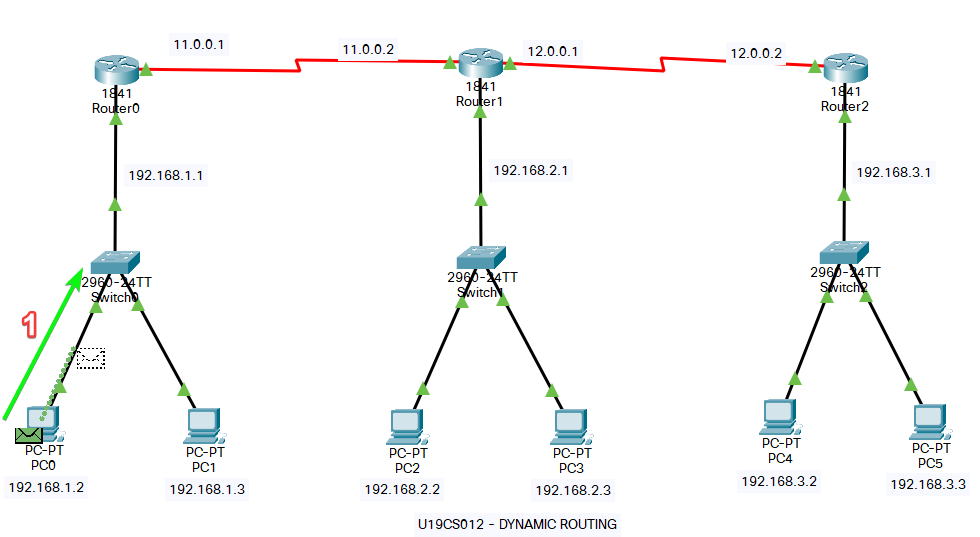 11.0.0.1
11.0.0.2
12.0.0.1
12.0.0.2
1841
Router0
1841
Router1
1841
Router2
192.168.1.1
192.168.2.1
192.168.3.1
2960-24TT
Switch0
2960-24TT
Switch1
2960-24TT
Switch2
1
PC-PT
PC0
PC-PT
PC1
PC-PT
PC2
PC-PT
PC3
PC-PT
PC4
PC-PT
PC5
192.168.1.2
192.168.1.3
192.168.2.2
192.168.2.3
192.168.3.2
192.168.3.3
U19CS012 - DYNAMIC ROUTING